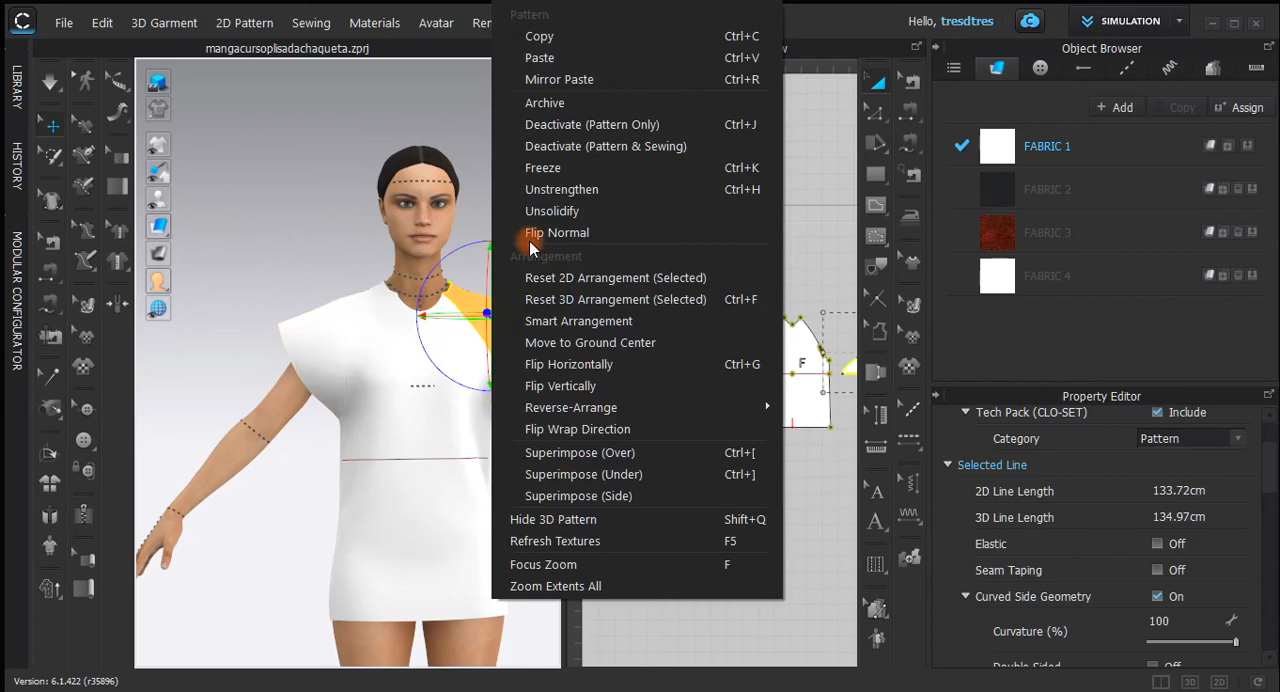 File Edit 3D Garment 2D Pattern Sewing Materials Avatar
Hello, tresdtres
SIMULATION
mangacursoplisadachaqueta.zprj
LIBRARY
HISTORY
MODULAR CONFIGURATOR
Pattern
Copy Ctrl+C
Paste Ctrl+V
Mirror Paste Ctrl+R
Archive
Deactivate (Pattern Only) Ctrl+J
Deactivate (Pattern & Sewing)
Freeze Ctrl+K
Unstrengthen Ctrl+H
Unsolidify
Flip Normal
Arrangement
Reset 2D Arrangement (Selected)
Reset 3D Arrangement (Selected) Ctrl+F
Smart Arrangement
Move to Ground Center
Flip Horizontally Ctrl+G
Flip Vertically
Reverse-Arrange
Flip Wrap Direction
Superimpose (Over) Ctrl+[
Superimpose (Under) Ctrl+]
Superimpose (Side)
Hide 3D Pattern Shift+Q
Refresh Textures F5
Focus Zoom F
Zoom Extents All
F
Object Browser
+ Add Copy Assign
FABRIC 1
FABRIC 2
FABRIC 3
FABRIC 4
Property Editor
Tech Pack (CLO-SET) Include
Category Pattern
Selected Line
2D Line Length 133.72cm
3D Line Length 134.97cm
Elastic Off
Seam Taping Off
Curved Side Geometry On
Curvature (%) 100
Version: 6.1.422 (r35896)
3D 2D